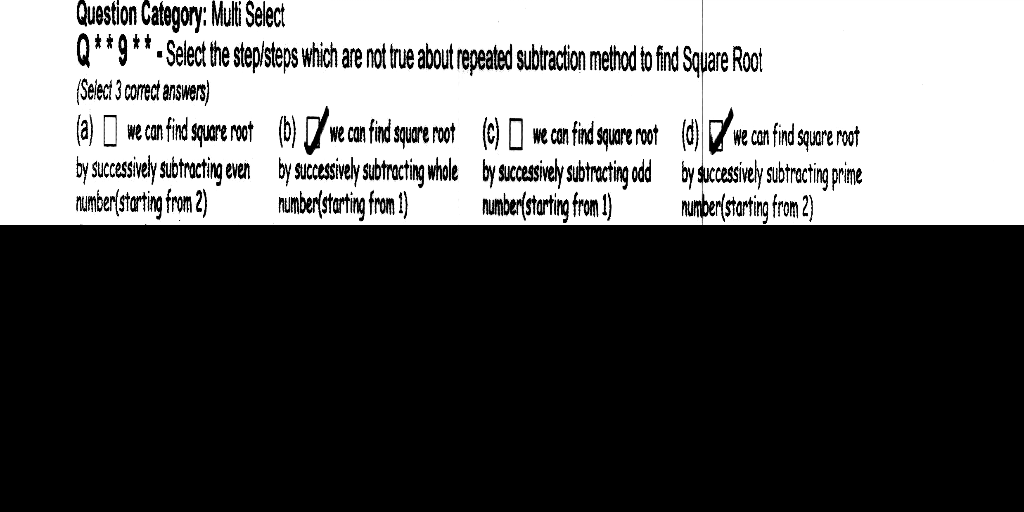 Question Category: Multi Select
Q**9** - Select the step/steps which are not true about repeated subtraction method to find Square Root
(Select 3 correct answers)
(a) ☐ we can find square root by successively subtracting even number(starting from 2)
(b) ☑ we can find square root by successively subtracting whole number(starting from 1)
(c) ☐ we can find square root by successively subtracting odd number(starting from 1)
(d) ☑ we can find square root by successively subtracting prime number(starting from 2)